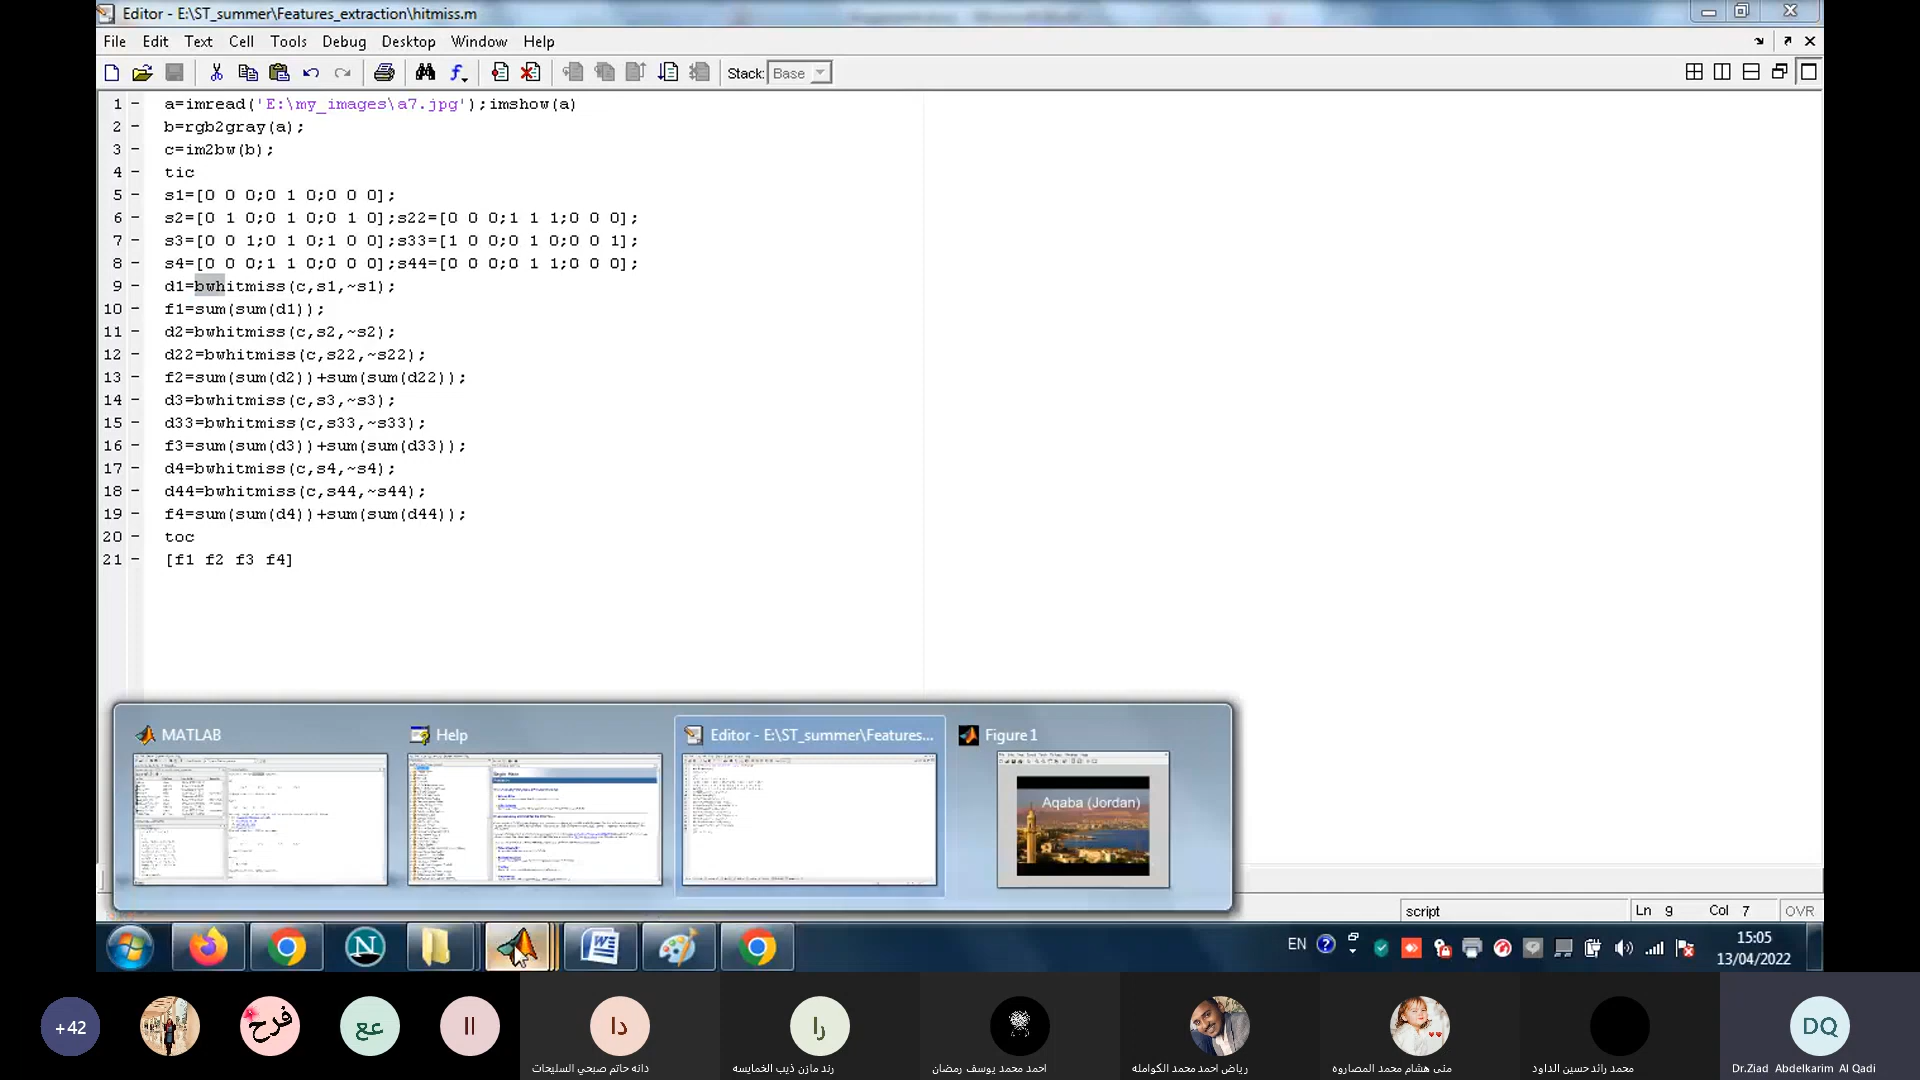 Editor - E:\ST_summer\Features_extraction\hitmiss.m
File Edit Text Cell Tools Debug Desktop Window Help
Stack: Base
1 - a=imread('E:\my_images\a7.jpg');imshow(a)
2 - b=rgb2gray(a);
3 - c=im2bw(b);
4 - tic
5 - s1=[0 0 0;0 1 0;0 0 0];
6 - s2=[0 1 0;0 1 0;0 1 0];s22=[0 0 0;1 1 1;0 0 0];
7 - s3=[0 0 1;0 1 0;1 0 0];s33=[1 0 0;0 1 0;0 0 1];
8 - s4=[0 0 0;1 1 0;0 0 0];s44=[0 0 0;0 1 1;0 0 0];
9 - d1=bwhitmiss(c,s1,~s1);
10 - f1=sum(sum(d1));
11 - d2=bwhitmiss(c,s2,~s2);
12 - d22=bwhitmiss(c,s22,~s22);
13 - f2=sum(sum(d2))+sum(sum(d22));
14 - d3=bwhitmiss(c,s3,~s3);
15 - d33=bwhitmiss(c,s33,~s33);
16 - f3=sum(sum(d3))+sum(sum(d33));
17 - d4=bwhitmiss(c,s4,~s4);
18 - d44=bwhitmiss(c,s44,~s44);
19 - f4=sum(sum(d4))+sum(sum(d44));
20 - toc
21 - [f1 f2 f3 f4]
MATLAB Help Editor - E:\ST_summer\Features... Figure 1
Aqaba (Jordan)
script Ln 9 Col 7 OVR
EN 15:05
13/04/2022
+42 فرح عع اا دا را DQ
دانه حاتم صبحي السليحات
رند مازن ذيب الخمايسه
احمد محمد يوسف رمضان
رياض احمد محمد الكوامله
منى هشام محمد المصاروه
محمد رائد حسين الداود
Dr.Ziad Abdelkarim Al Qadi